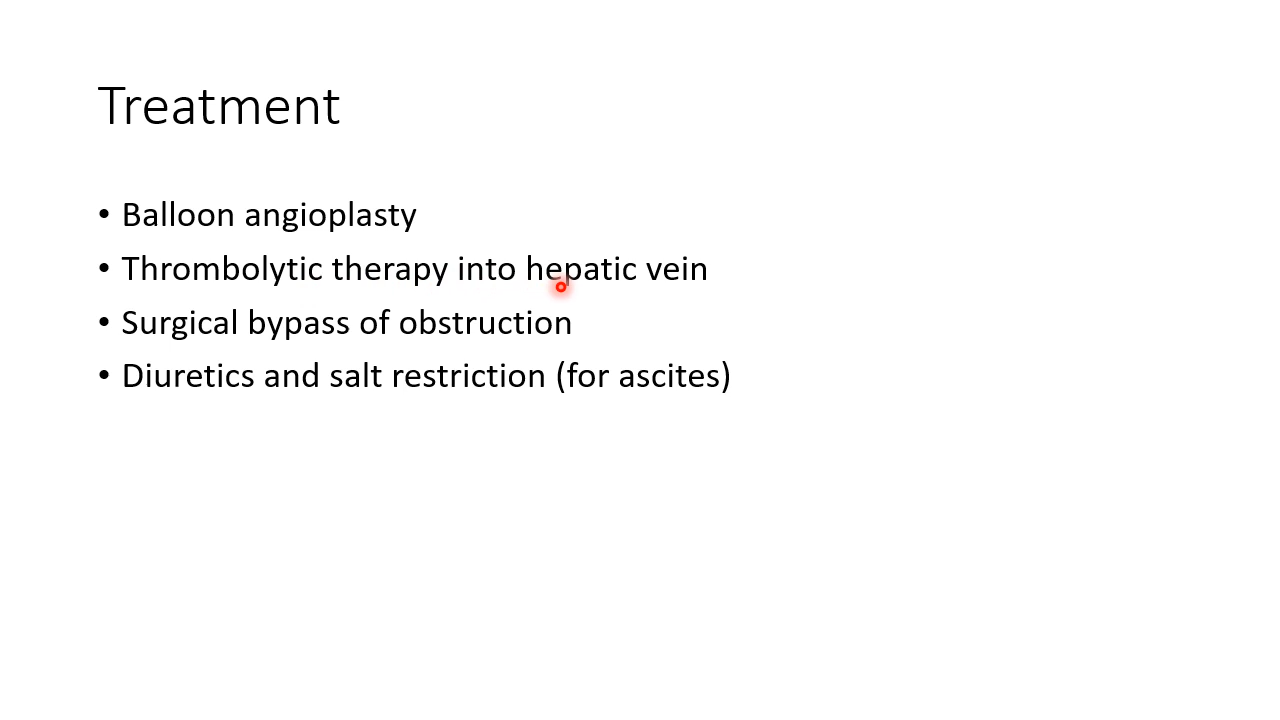 Treatment
• Balloon angioplasty
• Thrombolytic therapy into hepatic vein
• Surgical bypass of obstruction
• Diuretics and salt restriction (for ascites)